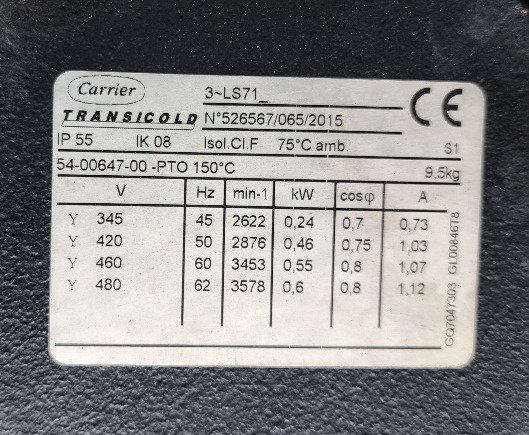 Carrier
TRANSICOLD
3~LS71_
N°526567/065/2015
CE
IP 55 IK 08 Isol.Cl.F 75°C amb. S1
54-00647-00 -PTO 150°C 9,5kg
V Hz min-1 kW cosφ A
Y 345 45 2622 0,24 0,7 0,73
Y 420 50 2876 0,46 0,75 1,03
Y 460 60 3453 0,55 0,8 1,07
Y 480 62 3578 0,6 0,8 1,12
GQ7047303 GL00846T8